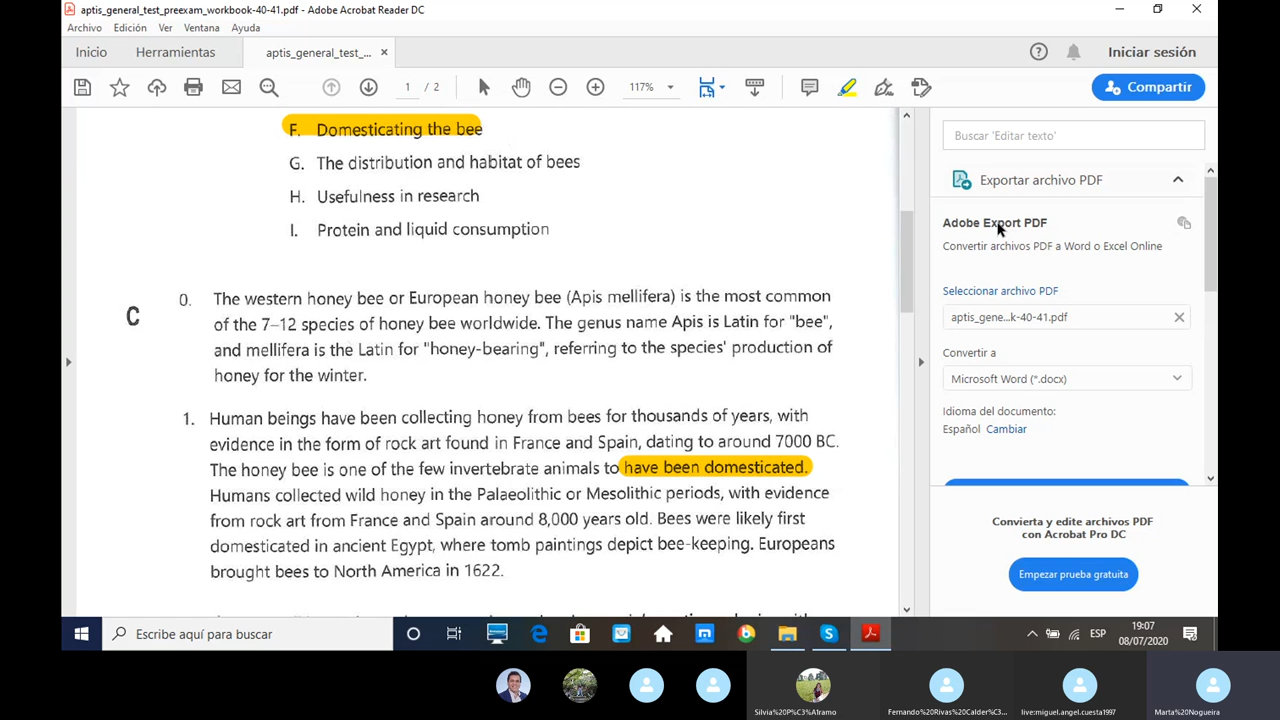 aptis_general_test_preexam_workbook-40-41.pdf - Adobe Acrobat Reader DC
Archivo Edición Ver Ventana Ayuda
Inicio Herramientas aptis_general_test_... × Iniciar sesión
1 / 2 117% Compartir
F. Domesticating the bee
G. The distribution and habitat of bees
H. Usefulness in research
I. Protein and liquid consumption
C
0. The western honey bee or European honey bee (Apis mellifera) is the most common
of the 7–12 species of honey bee worldwide. The genus name Apis is Latin for "bee",
and mellifera is the Latin for "honey-bearing", referring to the species' production of
honey for the winter.
1. Human beings have been collecting honey from bees for thousands of years, with
evidence in the form of rock art found in France and Spain, dating to around 7000 BC.
The honey bee is one of the few invertebrate animals to have been domesticated.
Humans collected wild honey in the Palaeolithic or Mesolithic periods, with evidence
from rock art from France and Spain around 8,000 years old. Bees were likely first
domesticated in ancient Egypt, where tomb paintings depict bee-keeping. Europeans
brought bees to North America in 1622.
Buscar 'Editar texto'
Exportar archivo PDF
Adobe Export PDF
Convertir archivos PDF a Word o Excel Online
Seleccionar archivo PDF
aptis_gene...k-40-41.pdf
Convertir a
Microsoft Word (*.docx)
Idioma del documento:
Español Cambiar
Convierta y edite archivos PDF
con Acrobat Pro DC
Empezar prueba gratuita
Escribe aquí para buscar
ESP
19:07
08/07/2020
Silvia%20P%C3%A1ramo
Fernando%20Rivas%20Calder%C3...
live:miguel.angel.cuesta1997
Marta%20Nogueira